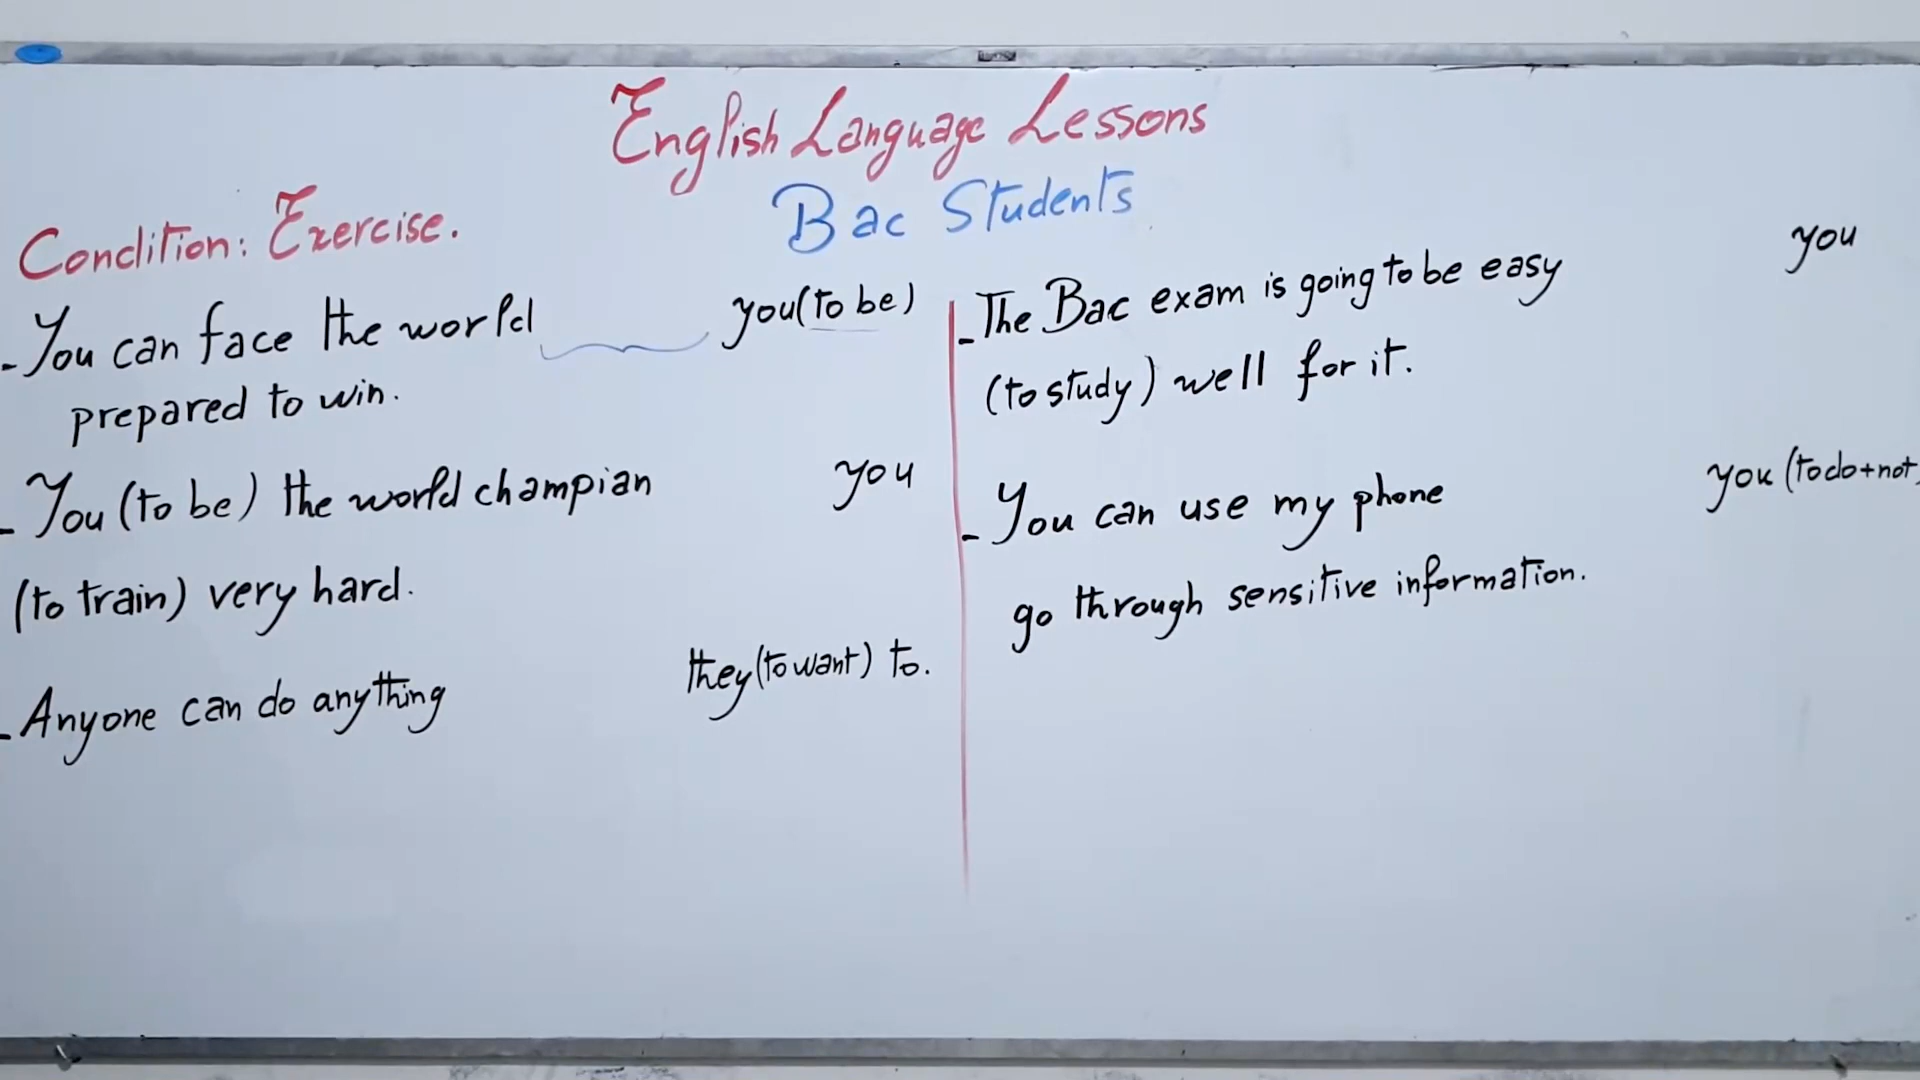 English Language Lessons
Bac Students
Condition: Exercise.
- You can face the world you (to be)
prepared to win.
- You (to be) the world champian you
(to train) very hard.
- Anyone can do anything they (to want) to.
- The Bac exam is going to be easy you
(to study) well for it.
- You can use my phone you (to do + not)
go through sensitive information.